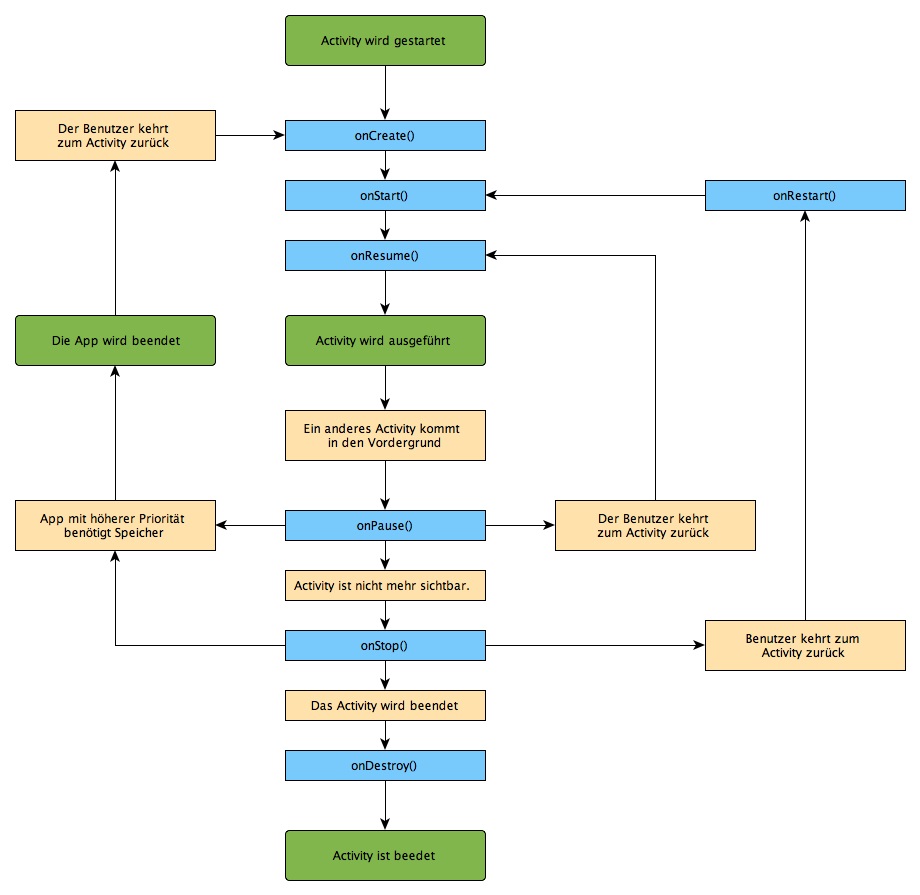 Activity wird gestartet
Der Benutzer kehrt
zum Activity zurück
onCreate()
onStart()
onRestart()
onResume()
Die App wird beendet
Activity wird ausgeführt
Ein anderes Activity kommt
in den Vordergrund
App mit höherer Priorität
benötigt Speicher
onPause()
Der Benutzer kehrt
zum Activity zurück
Activity ist nicht mehr sichtbar.
onStop()
Benutzer kehrt zum
Activity zurück
Das Activity wird beendet
onDestroy()
Activity ist beedet